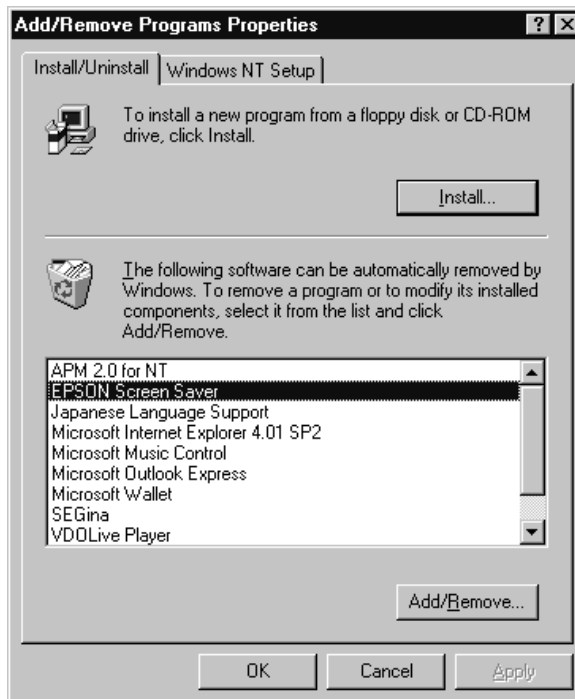 Add/Remove Programs Properties
Install/Uninstall
Windows NT Setup
To install a new program from a floppy disk or CD-ROM
drive, click Install.
Install...
The following software can be automatically removed by
Windows. To remove a program or to modify its installed
components, select it from the list and click
Add/Remove.
APM 2.0 for NT
EPSON Screen Saver
Japanese Language Support
Microsoft Internet Explorer 4.01 SP2
Microsoft Music Control
Microsoft Outlook Express
Microsoft Wallet
SEGina
VDOLive Player
Add/Remove...
OK
Cancel
Apply